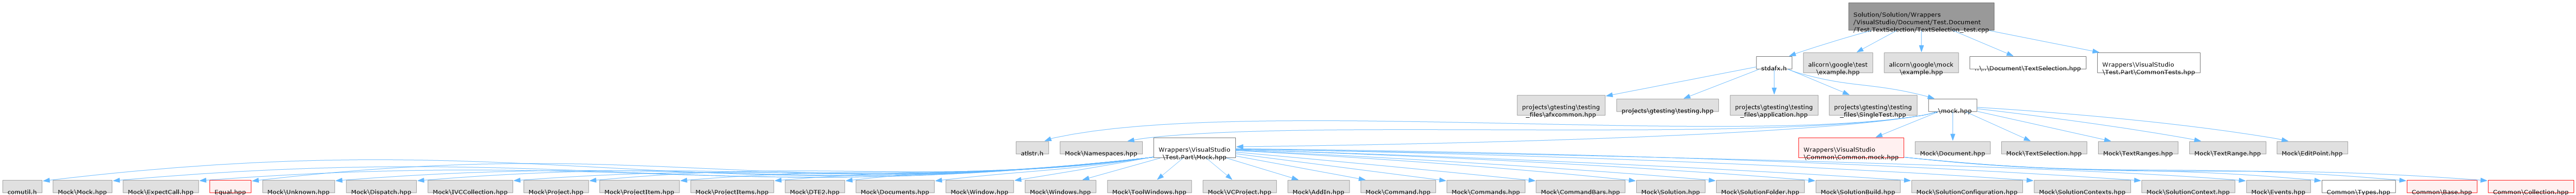 Solution/Solution/Wrappers
/VisualStudio/Document/Test.Document
/Test.TextSelection/TextSelection_test.cpp
stdafx.h
alicorn\google\test
\example.hpp
alicorn\google\mock
\example.hpp
..\..\Document\TextSelection.hpp
Wrappers\VisualStudio
\Test.Part\CommonTests.hpp
projects\gtesting\testing
_files\afxcommon.hpp
projects\gtesting\testing.hpp
projects\gtesting\testing
_files\application.hpp
projects\gtesting\testing
_files\SingleTest.hpp
..\mock.hpp
atlstr.h
Mock\Namespaces.hpp
Wrappers\VisualStudio
\Test.Part\Mock.hpp
Wrappers\VisualStudio
\Common\Common.mock.hpp
Mock\Document.hpp
Mock\TextSelection.hpp
Mock\TextRanges.hpp
Mock\TextRange.hpp
Mock\EditPoint.hpp
comutil.h
Mock\Mock.hpp
Mock\ExpectCall.hpp
Equal.hpp
Mock\Unknown.hpp
Mock\Dispatch.hpp
Mock\IVCCollection.hpp
Mock\Project.hpp
Mock\ProjectItem.hpp
Mock\ProjectItems.hpp
Mock\DTE2.hpp
Mock\Documents.hpp
Mock\Window.hpp
Mock\Windows.hpp
Mock\ToolWindows.hpp
Mock\VCProject.hpp
Mock\AddIn.hpp
Mock\Command.hpp
Mock\Commands.hpp
Mock\CommandBars.hpp
Mock\Solution.hpp
Mock\SolutionFolder.hpp
Mock\SolutionBuild.hpp
Mock\SolutionConfiguration.hpp
Mock\SolutionContexts.hpp
Mock\SolutionContext.hpp
Mock\Events.hpp
Common\Types.hpp
Common\Base.hpp
Common\Collection.hpp